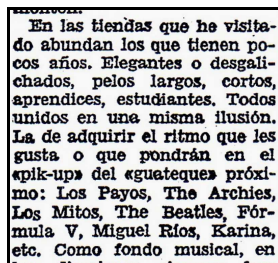 En las tiendas que he visita-
do abundan los que tienen po-
cos años. Elegantes o desgali-
chados, pelos largos, cortos,
aprendices, estudiantes. Todos
unidos en una misma ilusión.
La de adquirir el ritmo que les
gusta o que pondrán en el
«pik-up» del «guateque» próxi-
mo: Los Payos, The Archies,
Los Mitos, The Beatles, Fór-
mula V, Miguel Ríos, Karina,
etc. Como fondo musical, en